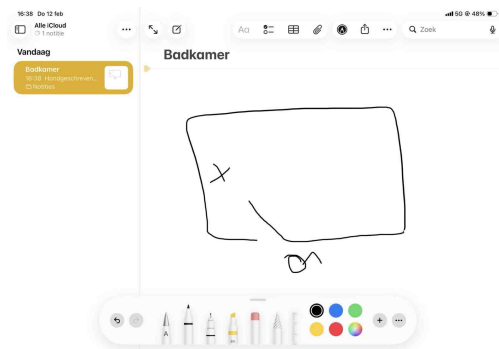 16:38 Do 12 feb
5G 48%
Alle iCloud
1 notitie
Aa
Zoek
Vandaag
Badkamer
Badkamer
16:38 Handgeschreven...
Notities
X
A